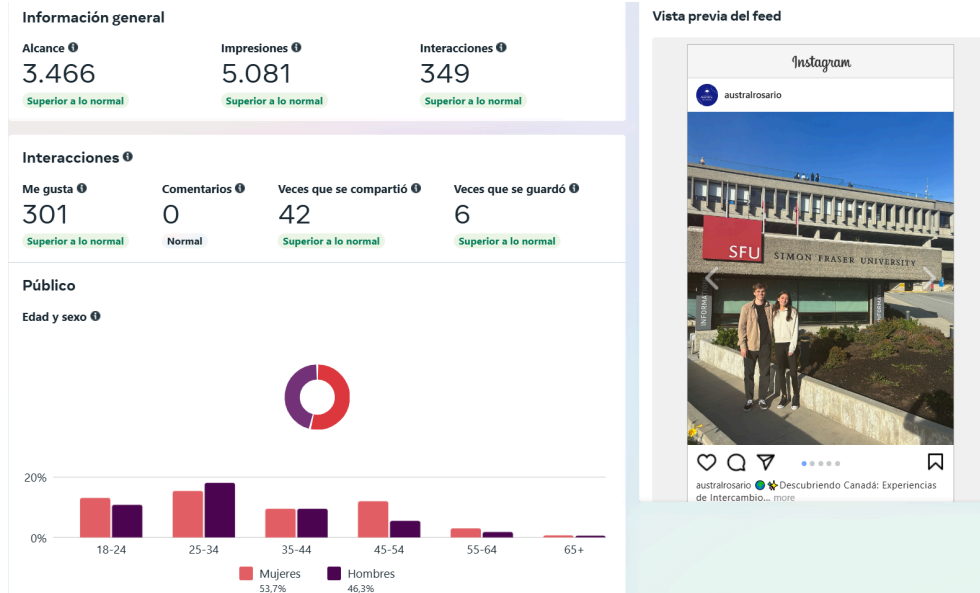 Información general
Alcance
Impresiones
Interacciones
3.466
5.081
349
Superior a lo normal
Superior a lo normal
Superior a lo normal
Interacciones
Me gusta
Comentarios
Veces que se compartió
Veces que se guardó
301
0
42
6
Superior a lo normal
Normal
Superior a lo normal
Superior a lo normal
Público
Edad y sexo
20%
0%
18-24
25-34
35-44
45-54
55-64
65+
Mujeres
53,7%
Hombres
46,3%
Vista previa del feed
Instagram
australrosario
SFU
SIMON FRASER UNIVERSITY
australrosario 🌎✨Descubriendo Canadá: Experiencias
de Intercambio... more